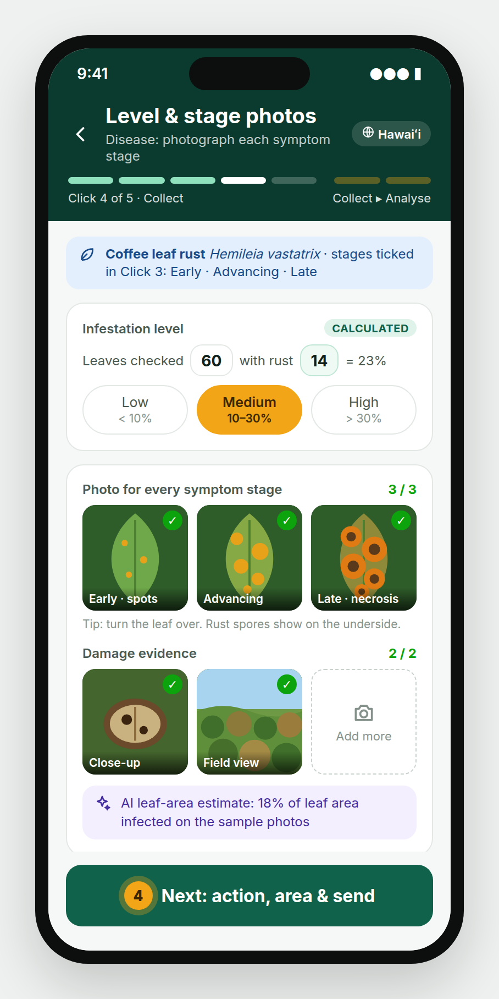 9:41
Level & stage photos
Disease: photograph each symptom
stage
Hawaiʻi
Click 4 of 5 · Collect
Collect ▸ Analyse
Coffee leaf rust Hemileia vastatrix · stages ticked
in Click 3: Early · Advancing · Late
Infestation level
CALCULATED
Leaves checked 60 with rust 14 = 23%
Low
< 10%
Medium
10–30%
High
> 30%
Photo for every symptom stage
3 / 3
Early · spots
Advancing
Late · necrosis
Tip: turn the leaf over. Rust spores show on the underside.
Damage evidence
2 / 2
Close-up
Field view
Add more
AI leaf-area estimate: 18% of leaf area
infected on the sample photos
4 Next: action, area & send